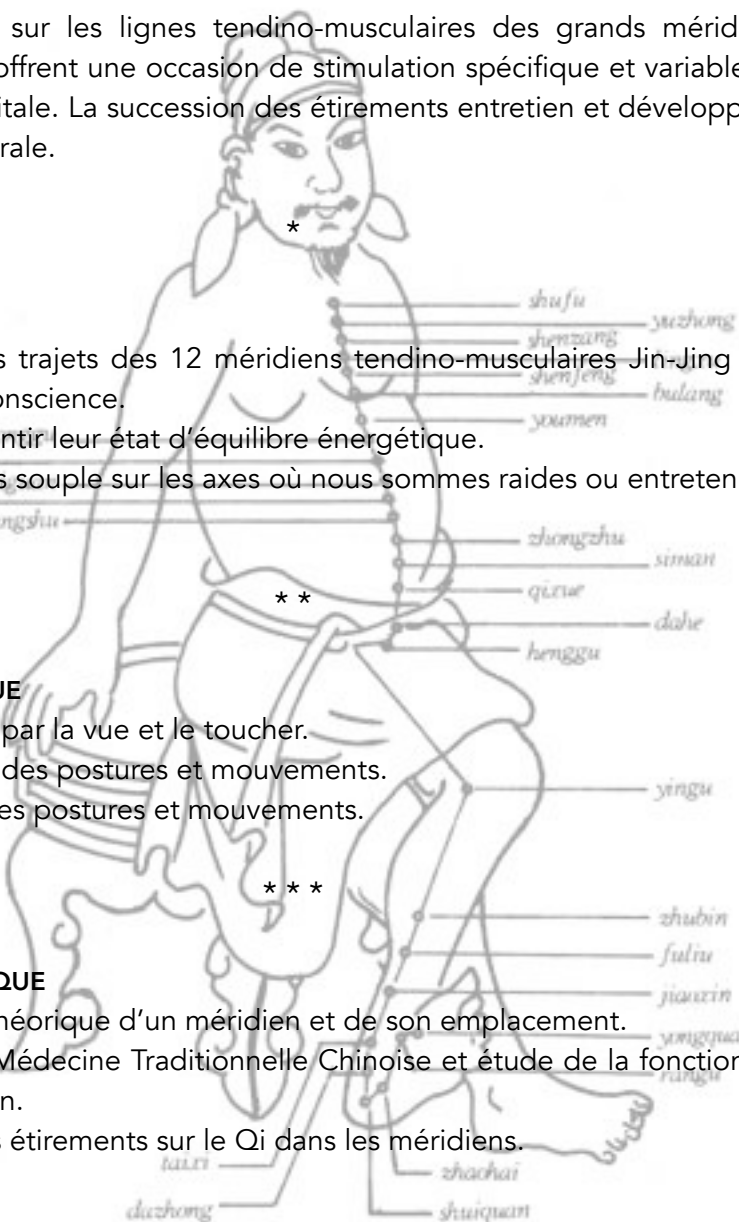 sur les lignes tendino-musculaires des grands mérid
offrent une occasion de stimulation spécifique et variable
itale. La succession des étirements entretien et développ
rale.
*
shufu
yuzhong
shenzang
s trajets des 12 méridiens tendino-musculaires Jin-Jing
shenfeng
onscience.
bulang
youmen
ntir leur état d'équilibre énergétique.
s souple sur les axes où nous sommes raides ou entreten
ngshu
zhongzhu
siman
qixue
* *
dahe
henggu
UE
par la vue et le toucher.
des postures et mouvements.
es postures et mouvements.
yingu
* * *
zhubin
fuliu
QUE
jiaoxin
héorique d'un méridien et de son emplacement.
yongqua
Médecine Traditionnelle Chinoise et étude de la fonction
rangu
n.
s étirements sur le Qi dans les méridiens.
taixi
zhaohai
dazhong
shuiquan